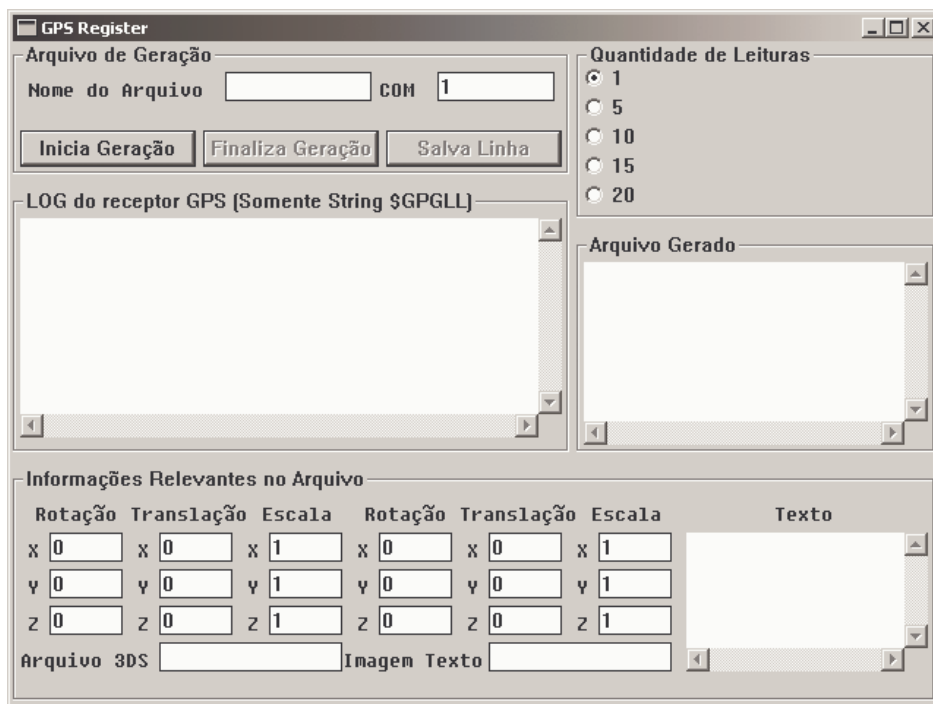 GPS Register
Arquivo de Geração
Nome do Arquivo COM 1
Inicia Geração Finaliza Geração Salva Linha
Quantidade de Leituras
1
5
10
15
20
LOG do receptor GPS (Somente String $GPGLL)
Arquivo Gerado
Informações Relevantes no Arquivo
Rotação Translação Escala Rotação Translação Escala Texto
X 0 X 0 X 1 X 0 X 0 X 1
Y 0 Y 0 Y 1 Y 0 Y 0 Y 1
Z 0 Z 0 Z 1 Z 0 Z 0 Z 1
Arquivo 3DS Imagem Texto